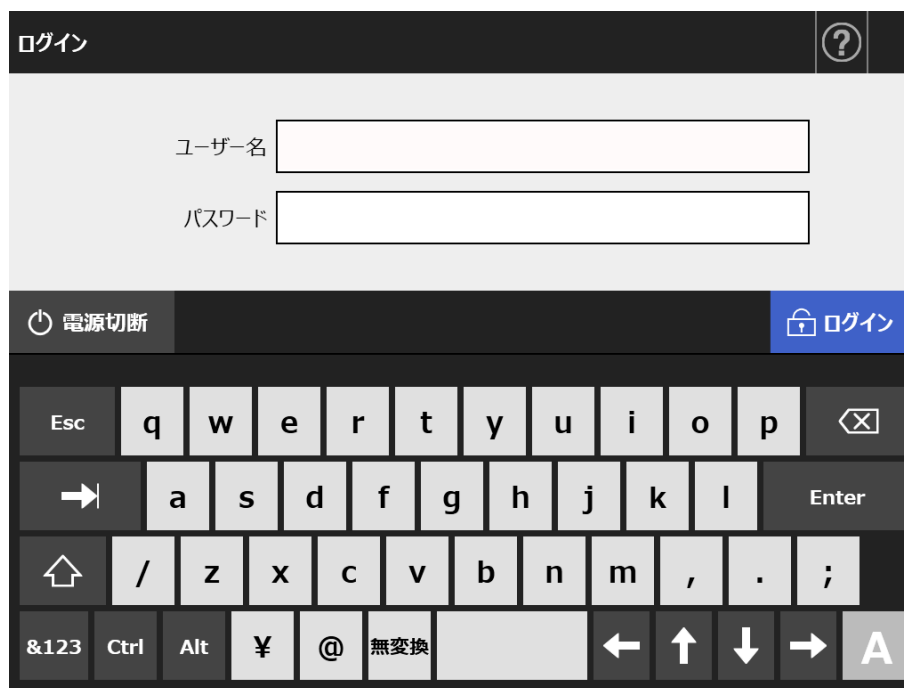 ログイン ?
ユーザー名
パスワード
電源切断 ログイン
Esc q w e r t y u i o p
a s d f g h j k l Enter
/ z x c v b n m , . ;
&123 Ctrl Alt ¥ @ 無変換 A